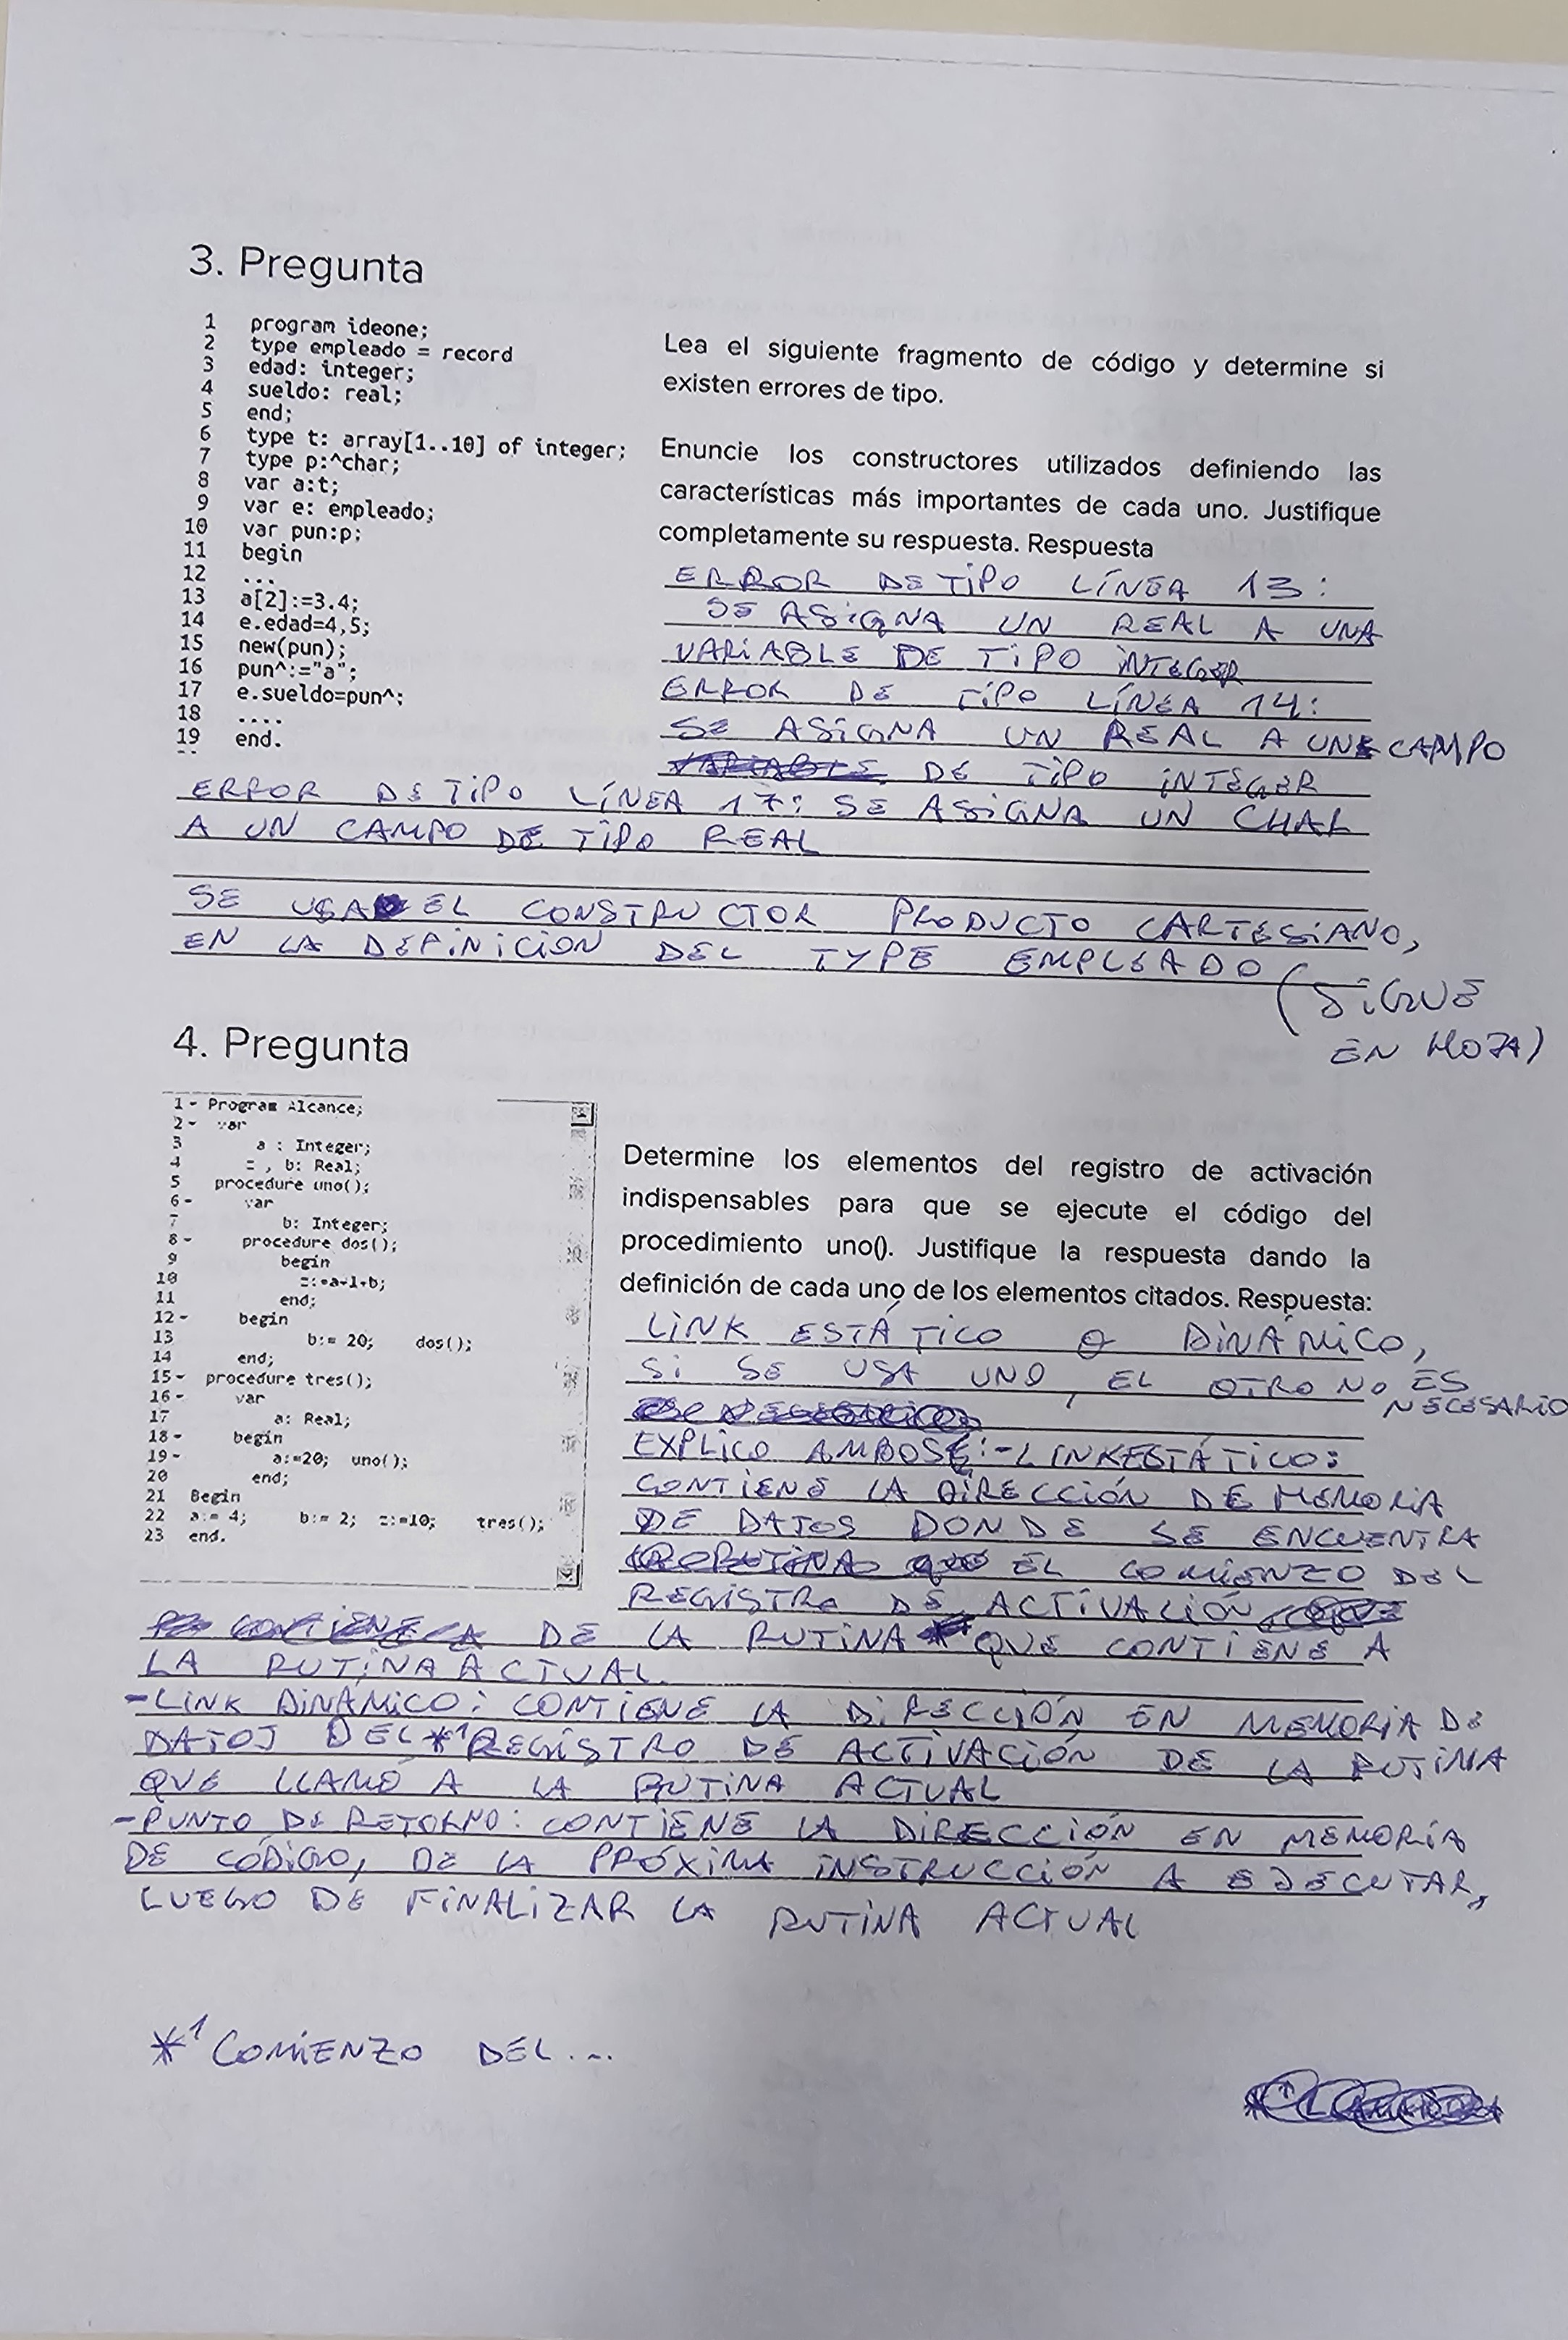 3. Pregunta
1 program ideone;
2 type empleado = record
3 edad: integer;
4 sueldo: real;
5 end;
6 type t: array[1..10] of integer;
7 type p:^char;
8 var a:t;
9 var e: empleado;
10 var pun:p;
11 begin
12 ...
13 a[2]:=3.4;
14 e.edad=4,5;
15 new(pun);
16 pun^:="a";
17 e.sueldo=pun^;
18 ....
19 end.
Lea el siguiente fragmento de código y determine si
existen errores de tipo.
Enuncie los constructores utilizados definiendo las
características más importantes de cada uno. Justifique
completamente su respuesta. Respuesta
ERROR DE TIPO LÍNEA 13:
SE ASIGNA UN REAL A UNA
VARIABLE DE TIPO INTEGER
ERROR DE TIPO LÍNEA 14:
SE ASIGNA UN REAL A UN CAMPO
DE TIPO INTEGER
ERROR DE TIPO LÍNEA 17: SE ASIGNA UN CHAR
A UN CAMPO DE TIPO REAL
SE USA EL CONSTRUCTOR PRODUCTO CARTESIANO,
EN LA DEFINICION DEL TYPE EMPLEADO (SIGUE
EN HOJA)
4. Pregunta
1 - Program Alcance;
2 - var
3 a : Integer;
4 z , b: Real;
5 procedure uno();
6 - var
7 b: Integer;
8 - procedure dos();
9 begin
10 z:=a+1+b;
11 end;
12 - begin
13 b:= 20; dos();
14 end;
15 - procedure tres();
16 - var
17 a: Real;
18 - begin
19 - a:=20; uno();
20 end;
21 Begin
22 a:= 4; b:= 2; z:=10; tres();
23 end.
Determine los elementos del registro de activación
indispensables para que se ejecute el código del
procedimiento uno(). Justifique la respuesta dando la
definición de cada uno de los elementos citados. Respuesta:
LINK ESTÁTICO O DINÁMICO,
SI SE USA UNO, EL OTRO NO ES
NECESARIO
EXPLICO AMBOS: - LINK ESTÁTICO:
CONTIENE LA DIRECCIÓN DE MEMORIA
DE DATOS DONDE SE ENCUENTRA
EL COMIENZO DEL
REGISTRO DE ACTIVACIÓN
DE LA RUTINA QUE CONTIENE A
LA RUTINA ACTUAL.
- LINK DINÁMICO: CONTIENE LA DIRECCIÓN EN MEMORIA DE
DATOS DEL *1 REGISTRO DE ACTIVACIÓN DE LA RUTINA
QUE LLAMÓ A LA RUTINA ACTUAL
- PUNTO DE RETORNO: CONTIENE LA DIRECCIÓN EN MEMORIA
DE CÓDIGO, DE LA PRÓXIMA INSTRUCCIÓN A EJECUTAR,
LUEGO DE FINALIZAR LA RUTINA ACTUAL
*1 COMIENZO DEL...